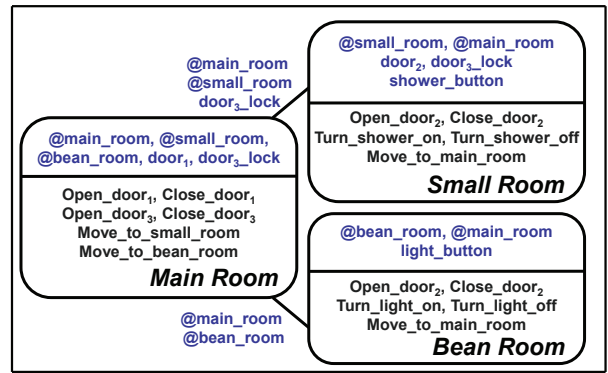 @main_room
@small_room
door₃_lock
@small_room, @main_room
door₂, door₃_lock
shower_button
Open_door₂, Close_door₂
Turn_shower_on, Turn_shower_off
Move_to_main_room
Small Room
@main_room, @small_room,
@bean_room, door₁, door₃_lock
Open_door₁, Close_door₁
Open_door₃, Close_door₃
Move_to_small_room
Move_to_bean_room
Main Room
@main_room
@bean_room
@bean_room, @main_room
light_button
Open_door₂, Close_door₂
Turn_light_on, Turn_light_off
Move_to_main_room
Bean Room